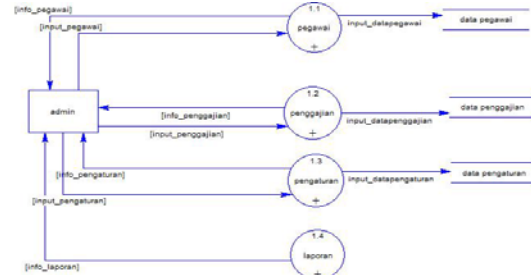 [info_pegawai]
[input_pegawai]
1.1
pegawai
+
input_datapegawai
data pegawai
admin
1.2
penggajian
+
[info_penggajian]
[input_penggajian]
input_datapenggajian
data penggajian
1.3
pengaturan
+
[info_pengaturan]
[input_pengaturan]
input_datapengaturan
data pengaturan
1.4
laporan
+
[info_laporan]